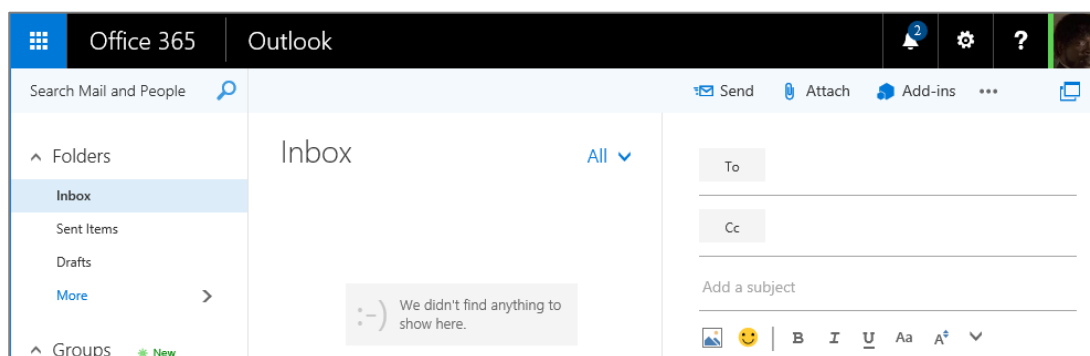 Office 365 Outlook 2 ?
Search Mail and People Send Attach Add-ins •••
Folders
Inbox
Sent Items
Drafts
More
Groups New
Inbox All
:-) We didn't find anything to
show here.
To
Cc
Add a subject
B I U Aa A